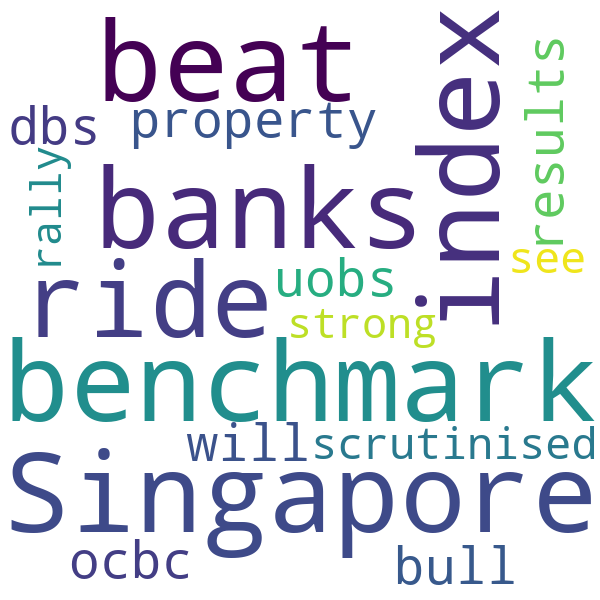 beat
index
results
dbs
property
rally
banks
see
ride
uobs
strong
benchmark
will
scrutinised
Singapore
ocbc
bull